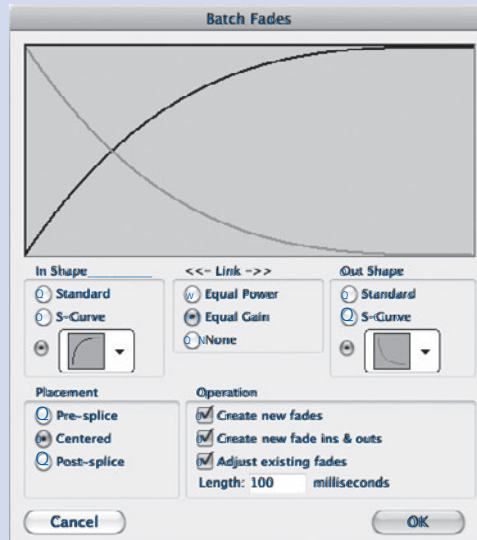 Batch Fades
In Shape
Standard
S-Curve
<<- Link ->>
Equal Power
Equal Gain
None
Out Shape
Standard
S-Curve
Placement
Pre-splice
Centered
Post-splice
Operation
Create new fades
Create new fade ins & outs
Adjust existing fades
Length: 100 milliseconds
Cancel
OK